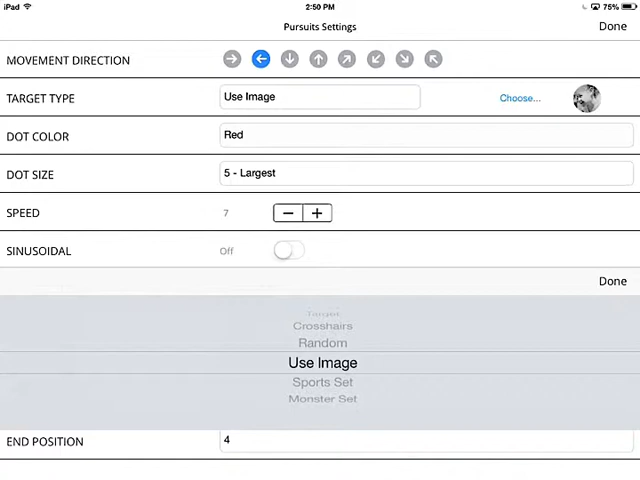 iPad 2:50 PM 75%
Pursuits Settings Done
MOVEMENT DIRECTION
TARGET TYPE Use Image Choose...
DOT COLOR Red
DOT SIZE 5 - Largest
SPEED 7 − +
SINUSOIDAL Off
Done
Target
Crosshairs
Random
Use Image
Sports Set
Monster Set
END POSITION 4